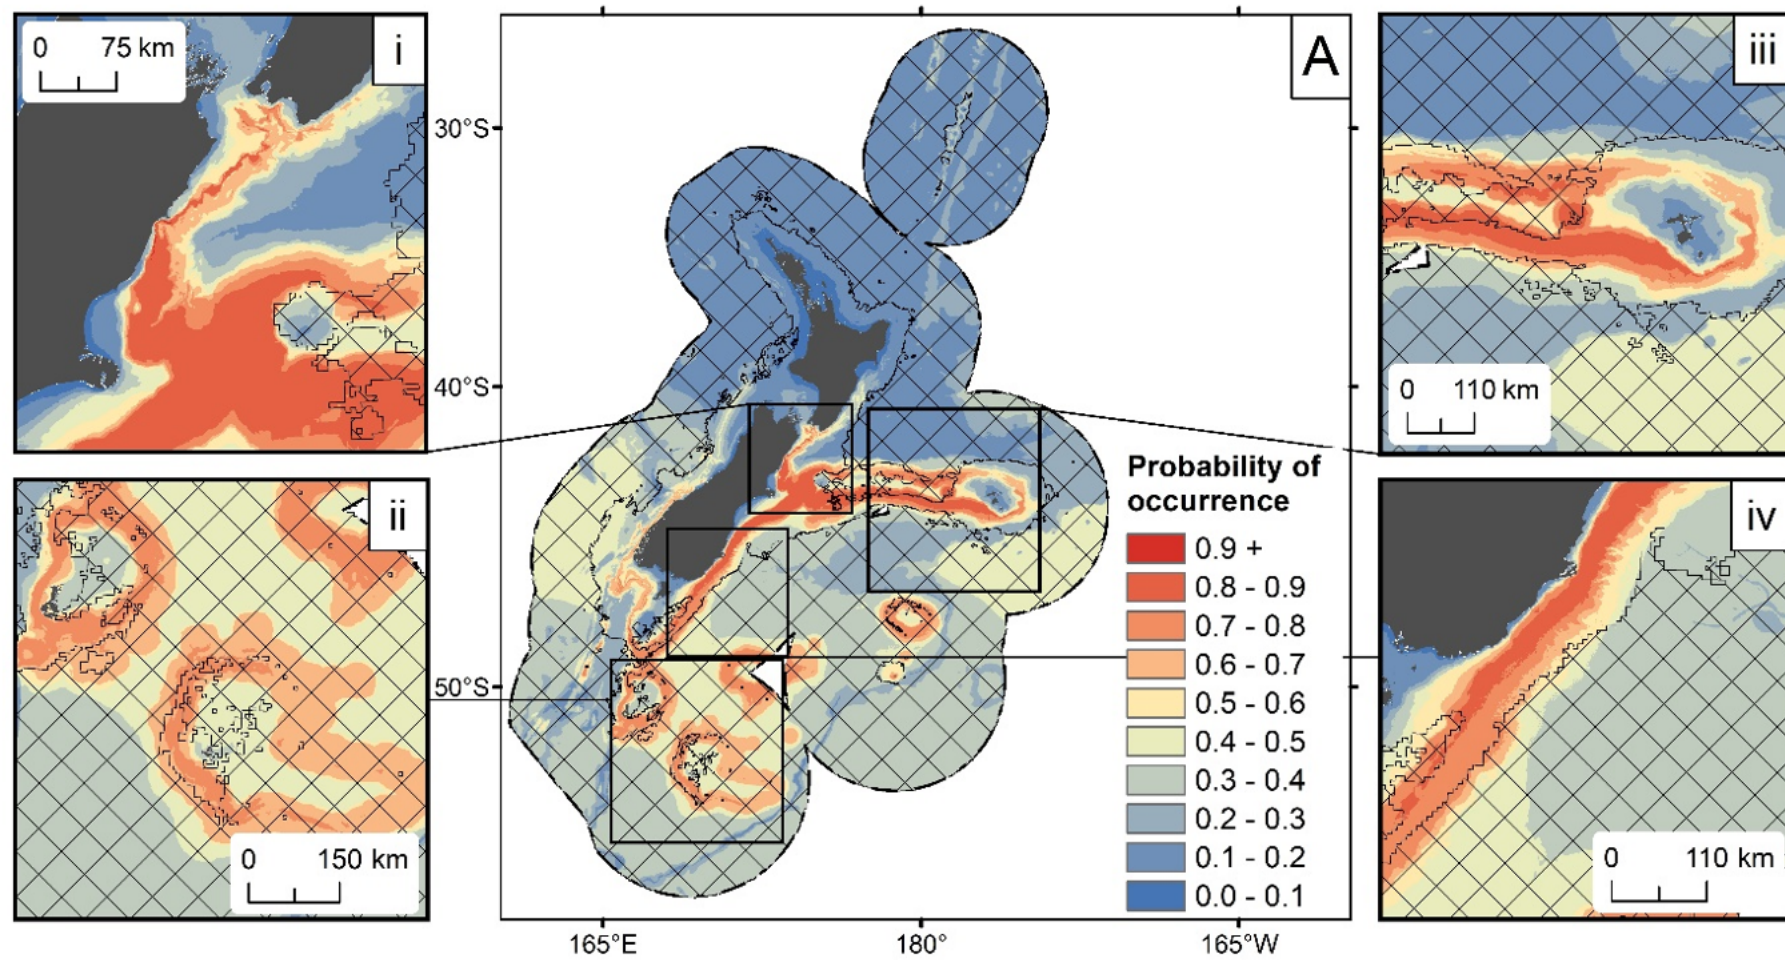 0 75 km
i
A
iii
30°S
40°S
50°S
0 110 km
ii
iv
Probability of
occurrence
0.9 +
0.8 - 0.9
0.7 - 0.8
0.6 - 0.7
0.5 - 0.6
0.4 - 0.5
0.3 - 0.4
0.2 - 0.3
0.1 - 0.2
0.0 - 0.1
0 150 km
0 110 km
165°E
180°
165°W